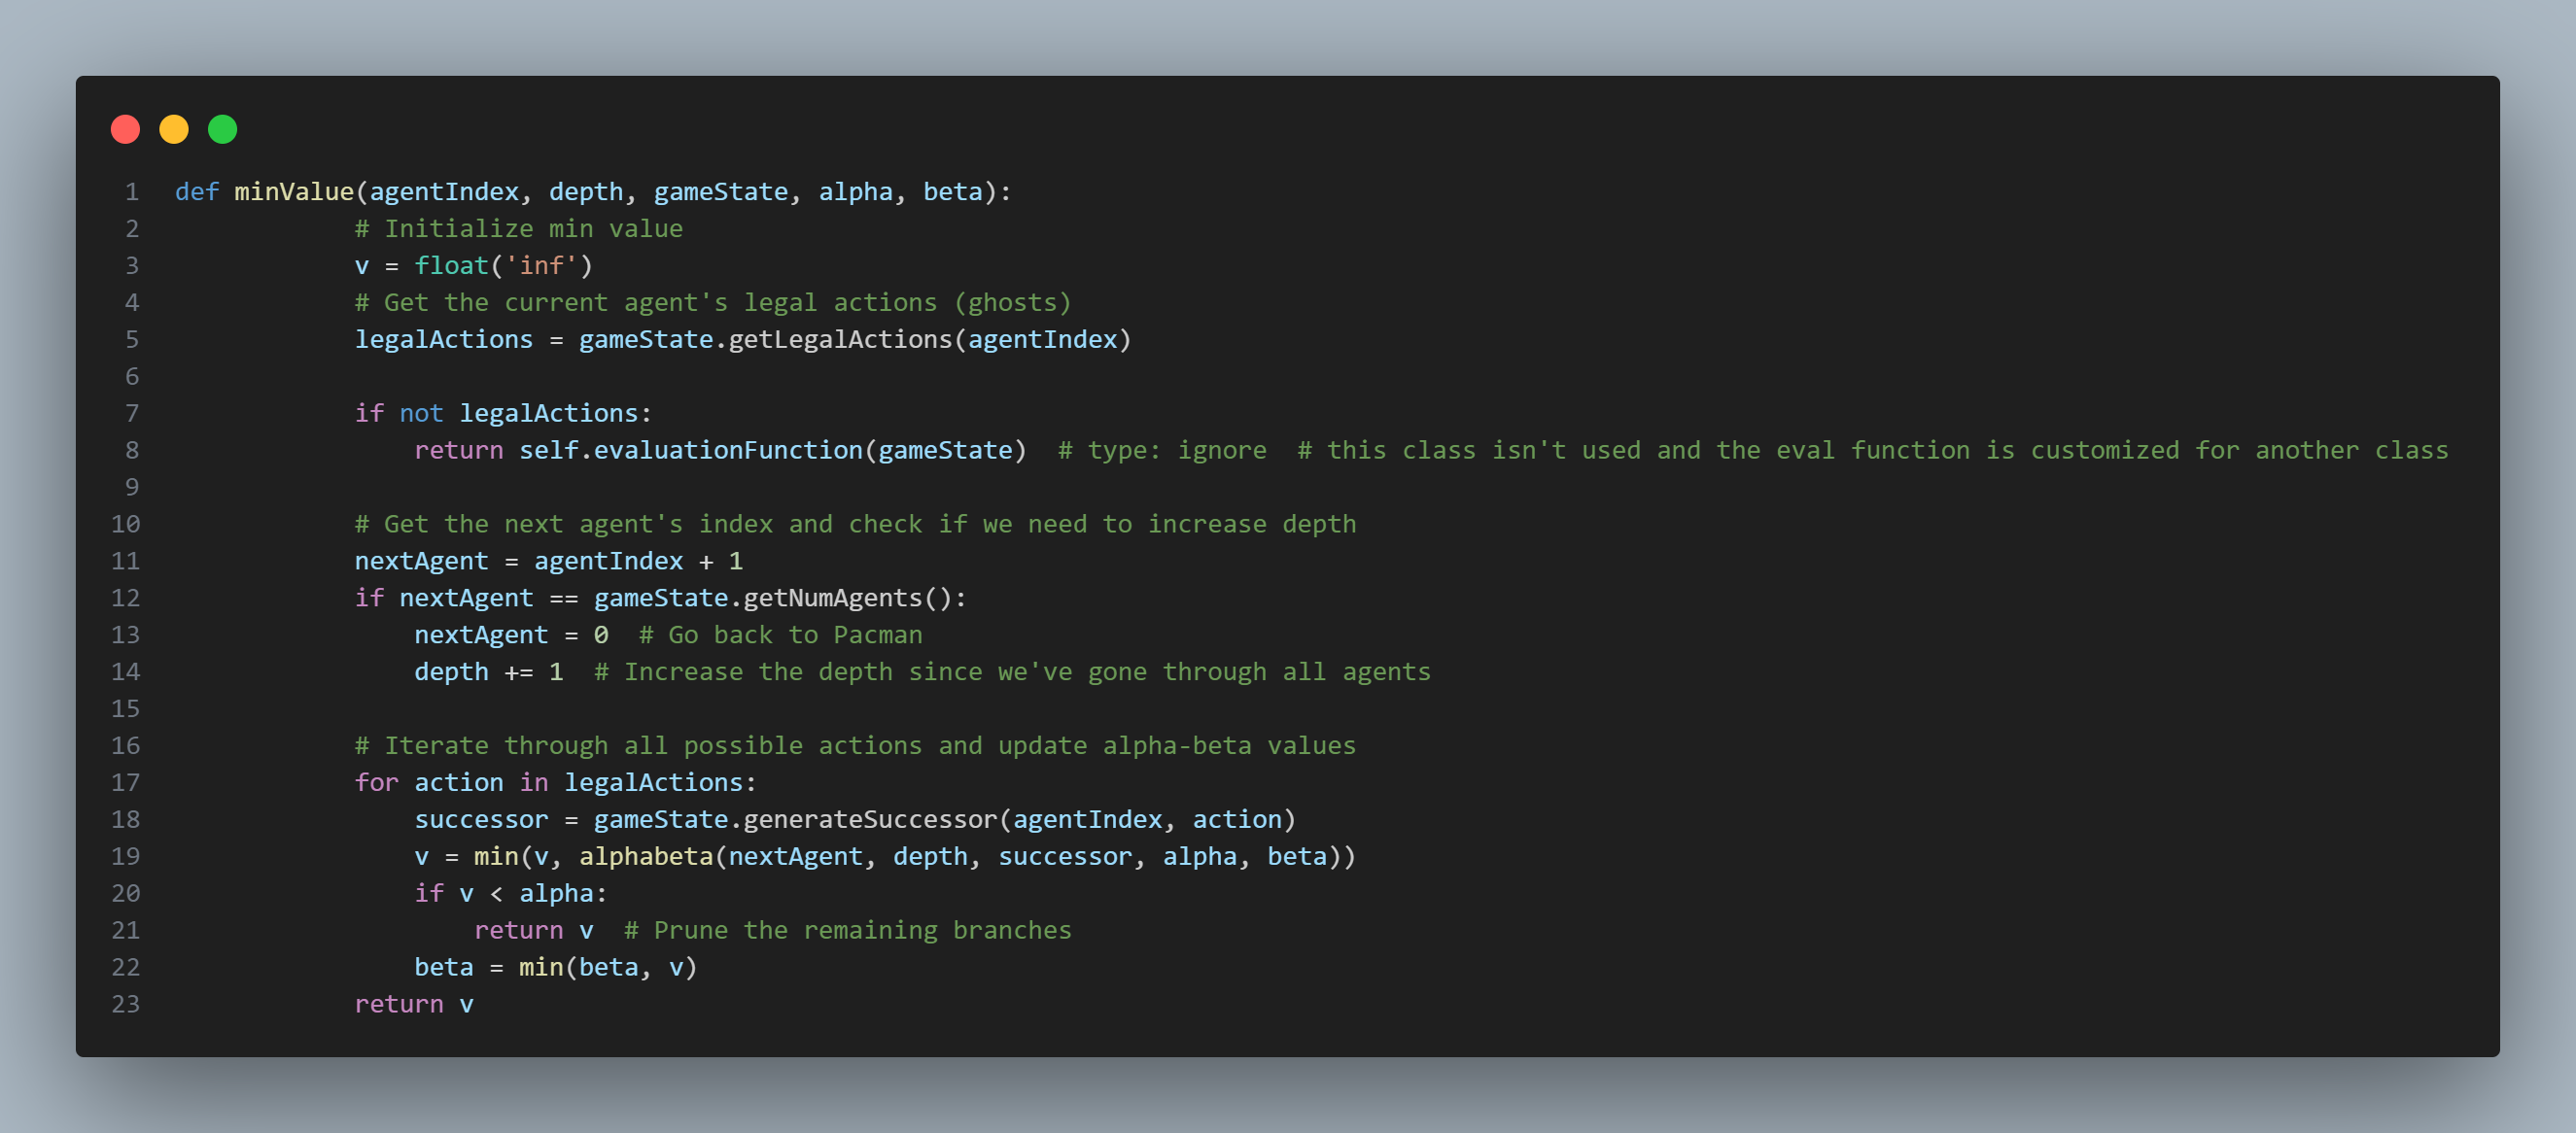 1 def minValue(agentIndex, depth, gameState, alpha, beta):
2 # Initialize min value
3 v = float('inf')
4 # Get the current agent's legal actions (ghosts)
5 legalActions = gameState.getLegalActions(agentIndex)
6
7 if not legalActions:
8 return self.evaluationFunction(gameState)  # type: ignore  # this class isn't used and the eval function is customized for another class
9
10 # Get the next agent's index and check if we need to increase depth
11 nextAgent = agentIndex + 1
12 if nextAgent == gameState.getNumAgents():
13 nextAgent = 0  # Go back to Pacman
14 depth += 1  # Increase the depth since we've gone through all agents
15
16 # Iterate through all possible actions and update alpha-beta values
17 for action in legalActions:
18 successor = gameState.generateSuccessor(agentIndex, action)
19 v = min(v, alphabeta(nextAgent, depth, successor, alpha, beta))
20 if v < alpha:
21 return v  # Prune the remaining branches
22 beta = min(beta, v)
23 return v